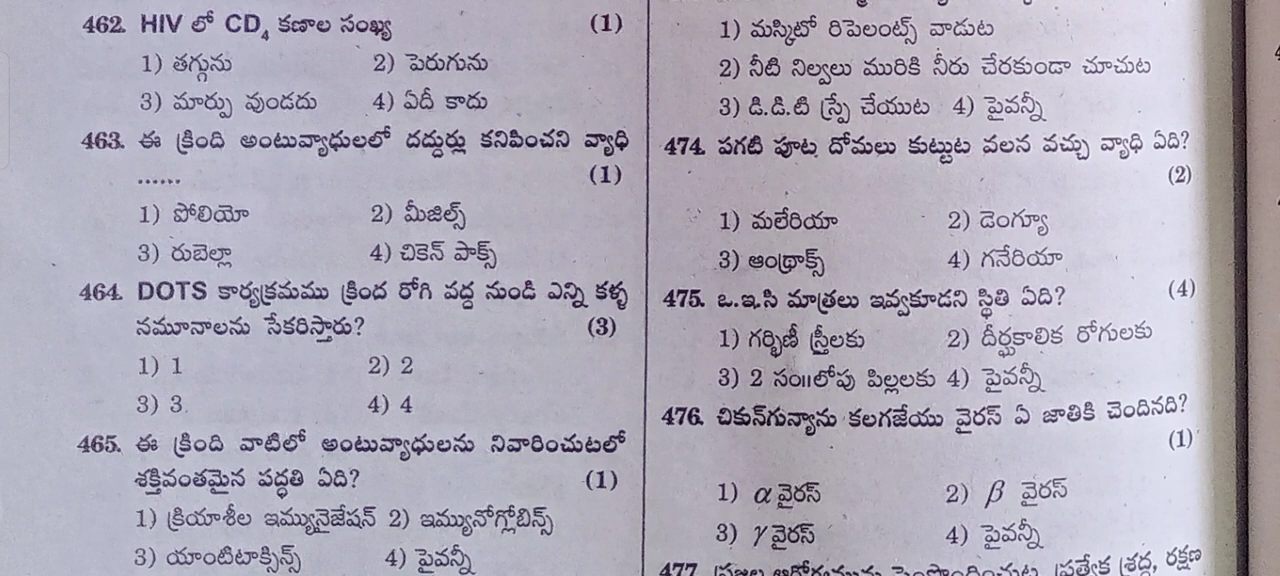 462. HIV లో CD4 కణాల సంఖ్య (1)
1) తగ్గును 2) పెరుగును
3) మార్పు వుండదు 4) ఏదీ కాదు
463. ఈ క్రింది అంటువ్యాధులలో దద్దుర్లు కనిపించని వ్యాధి
...... (1)
1) పోలియో 2) మీజిల్స్
3) రుబెల్లా 4) చికెన్ పాక్స్
464. DOTS కార్యక్రమము క్రింద రోగి వద్ద నుండి ఎన్ని కళ్ళ
నమూనాలను సేకరిస్తారు? (3)
1) 1 2) 2
3) 3 4) 4
465. ఈ క్రింది వాటిలో అంటువ్యాధులను నివారించుటలో
శక్తివంతమైన పద్ధతి ఏది? (1)
1) క్రియాశీల ఇమ్యునైజేషన్ 2) ఇమ్యునోగ్లోబిన్స్
3) యాంటిటాక్సిన్స్ 4) పైవన్నీ
1) మస్కిటో రిపెలంట్స్ వాడుట
2) నీటి నిల్వలు మురికి నీరు చేరకుండా చూచుట
3) డి.డి.టి స్ప్రే చేయుట 4) పైవన్నీ
474. పగటి పూట దోమలు కుట్టుట వలన వచ్చు వ్యాధి ఏది?
(2)
1) మలేరియా 2) డెంగ్యూ
3) ఆంథ్రాక్స్ 4) గనేరియా
475. ఒ.ఇ.సి మాత్రలు ఇవ్వకూడని స్థితి ఏది? (4)
1) గర్భిణీ స్త్రీలకు 2) దీర్ఘకాలిక రోగులకు
3) 2 సం॥లోపు పిల్లలకు 4) పైవన్నీ
476. చికున్‌గున్యాను కలగజేయు వైరస్ ఏ జాతికి చెందినది?
(1)
1) α వైరస్ 2) β వైరస్
3) γ వైరస్ 4) పైవన్నీ
477 ప్రత్యేక శ్రద్ధ, రక్షణ